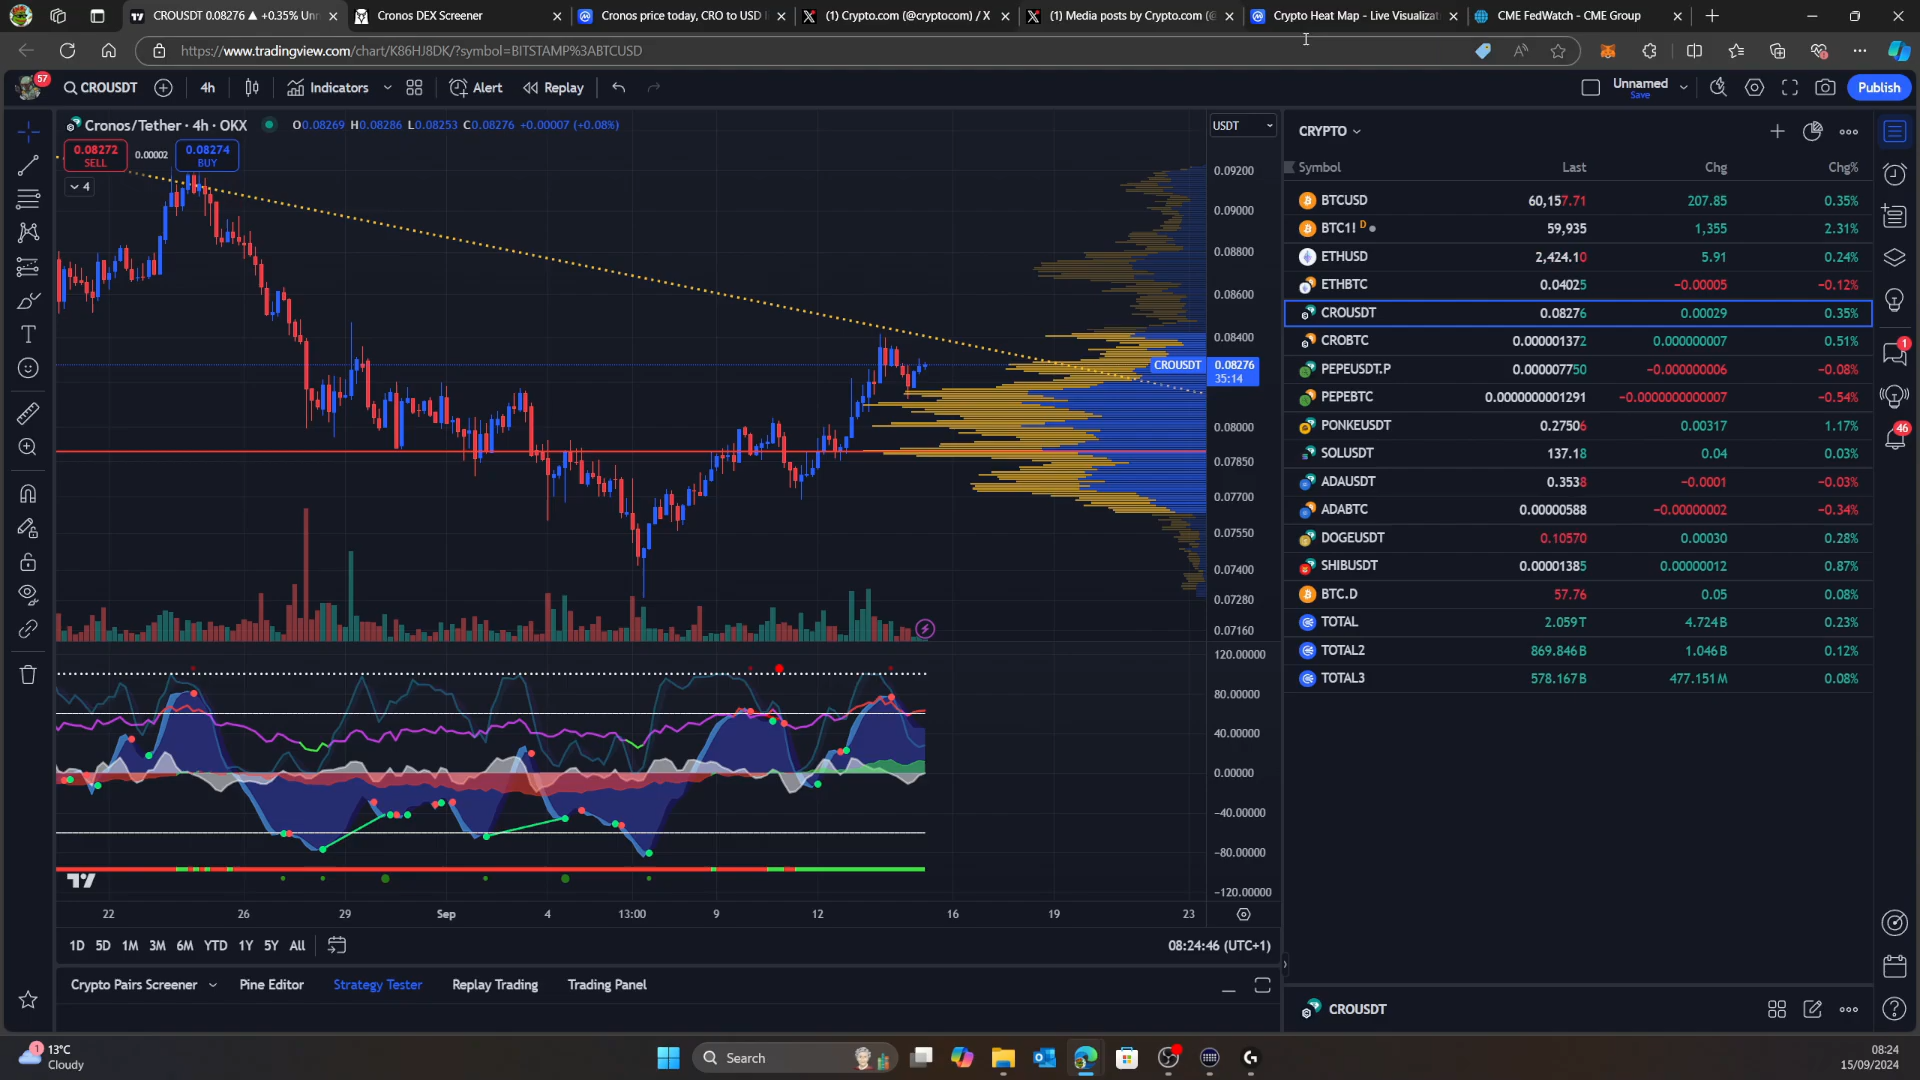 CROUSDT 0.08276 ▲ +0.35% Unn
Cronos DEX Screener
Cronos price today, CRO to USD
(1) Crypto.com (@cryptocom) / X
(1) Media posts by Crypto.com (@
Crypto Heat Map - Live Visualizat
CME FedWatch - CME Group
https://www.tradingview.com/chart/K86HJ8DK/?symbol=BITSTAMP%3ABTCUSD
57
CROUSDT
4h
Indicators
Alert
Replay
Unnamed
Save
Publish
Cronos/Tether · 4h · OKX
O0.08269 H0.08286 L0.08253 C0.08276 +0.00007 (+0.08%)
0.08272
SELL
0.00002
0.08274
BUY
4
USDT
0.09200
0.09000
0.08800
0.08600
0.08400
CROUSDT
0.08276
35:14
0.08000
0.07850
0.07700
0.07550
0.07400
0.07280
0.07160
120.00000
80.00000
40.00000
0.00000
−40.00000
−80.00000
−120.00000
22
26
29
Sep
4
13:00
9
12
16
19
23
1D 5D 1M 3M 6M YTD 1Y 5Y All
08:24:46 (UTC+1)
Crypto Pairs Screener
Pine Editor
Strategy Tester
Replay Trading
Trading Panel
CRYPTO
Symbol Last Chg Chg%
BTCUSD 60,157.71 207.85 0.35%
BTC1! D 59,935 1,355 2.31%
ETHUSD 2,424.10 5.91 0.24%
ETHBTC 0.04025 −0.00005 −0.12%
CROUSDT 0.08276 0.00029 0.35%
CROBTC 0.000001372 0.000000007 0.51%
PEPEUSDT.P 0.000007750 −0.000000006 −0.08%
PEPEBTC 0.0000000001291 −0.0000000000007 −0.54%
PONKEUSDT 0.27506 0.00317 1.17%
SOLUSDT 137.18 0.04 0.03%
ADAUSDT 0.3538 −0.0001 −0.03%
ADABTC 0.00000588 −0.00000002 −0.34%
DOGEUSDT 0.10570 0.00030 0.28%
SHIBUSDT 0.00001385 0.00000012 0.87%
BTC.D 57.76 0.05 0.08%
TOTAL 2.059T 4.724B 0.23%
TOTAL2 869.846B 1.046B 0.12%
TOTAL3 578.167B 477.151M 0.08%
1
46
CROUSDT
1
13°C
Cloudy
Search
08:24
15/09/2024